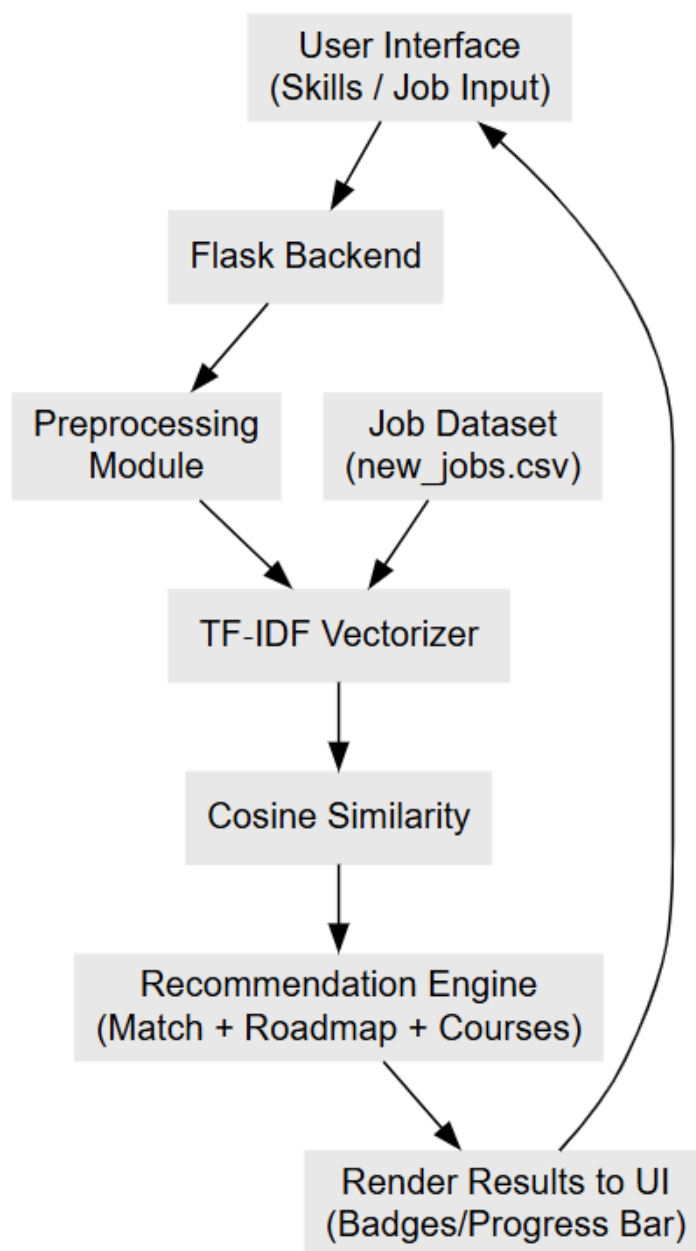 User Interface
(Skills / Job Input)
Flask Backend
Preprocessing
Module
Job Dataset
(new_jobs.csv)
TF-IDF Vectorizer
Cosine Similarity
Recommendation Engine
(Match + Roadmap + Courses)
Render Results to UI
(Badges/Progress Bar)